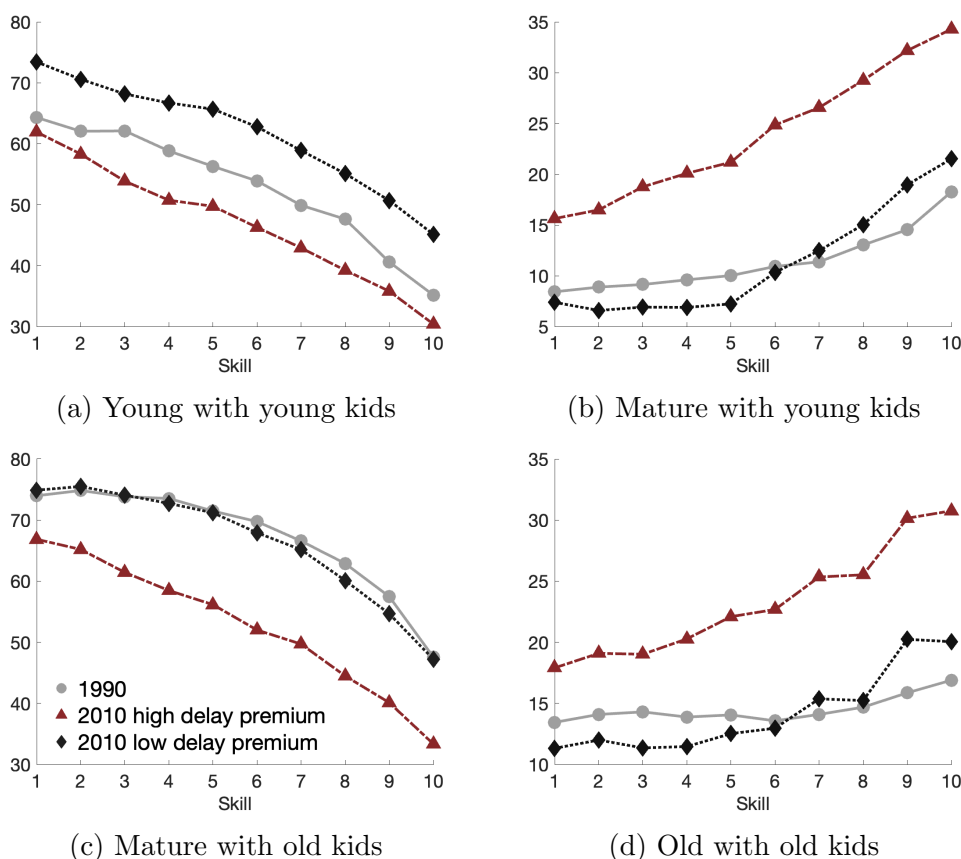 80
70
60
50
40
30
1 2 3 4 5 6 7 8 9 10
Skill
(a) Young with young kids
35
30
25
20
15
10
5
1 2 3 4 5 6 7 8 9 10
Skill
(b) Mature with young kids
80
70
60
50
40
30
1990
2010 high delay premium
2010 low delay premium
1 2 3 4 5 6 7 8 9 10
Skill
(c) Mature with old kids
35
30
25
20
15
10
1 2 3 4 5 6 7 8 9 10
Skill
(d) Old with old kids